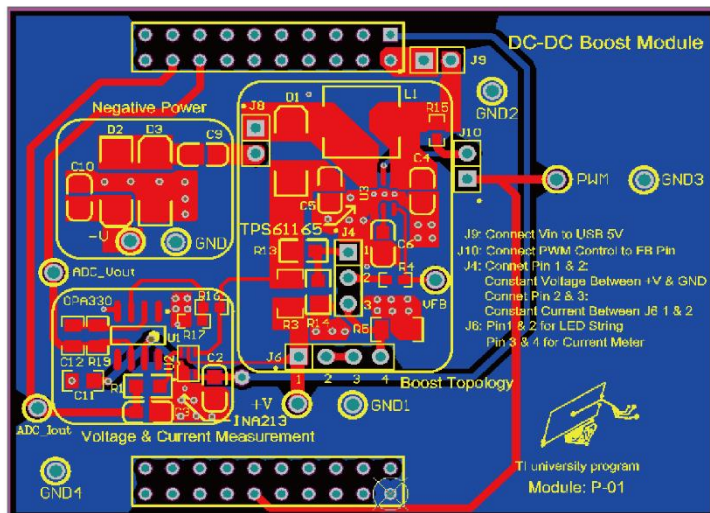 DC-DC Boost Module
J9
Negative Power
J8
D1
L1
R15
GND2
J10
D2
D3
C9
C10
C4
U3
C5
PWM
GND3
-U
GND
TPS61165
J4
C6
R13
1
2
3
R4
VFB
R3
R14
R5
J9: Connect Vin to USB 5V
J10: Connect PWM Control to FB Pin
J4: Connet Pin 1 & 2:
Constant Voltage Between +V & GND
Connet Pin 2 & 3:
Constant Current Between J6 1 & 2
J6: Pin1 & 2 for LED String
Pin 3 & 4 for Current Meter
ADC_Vout
OPA330
R16
R17
U1
U2
C12
R19
C11
R1
C2
C3
J6
1
2
3
4
Boost Topology
+V
GND1
INA213
ADC_Iout
Voltage & Current Measurement
GND4
TI university program
Module: P-01